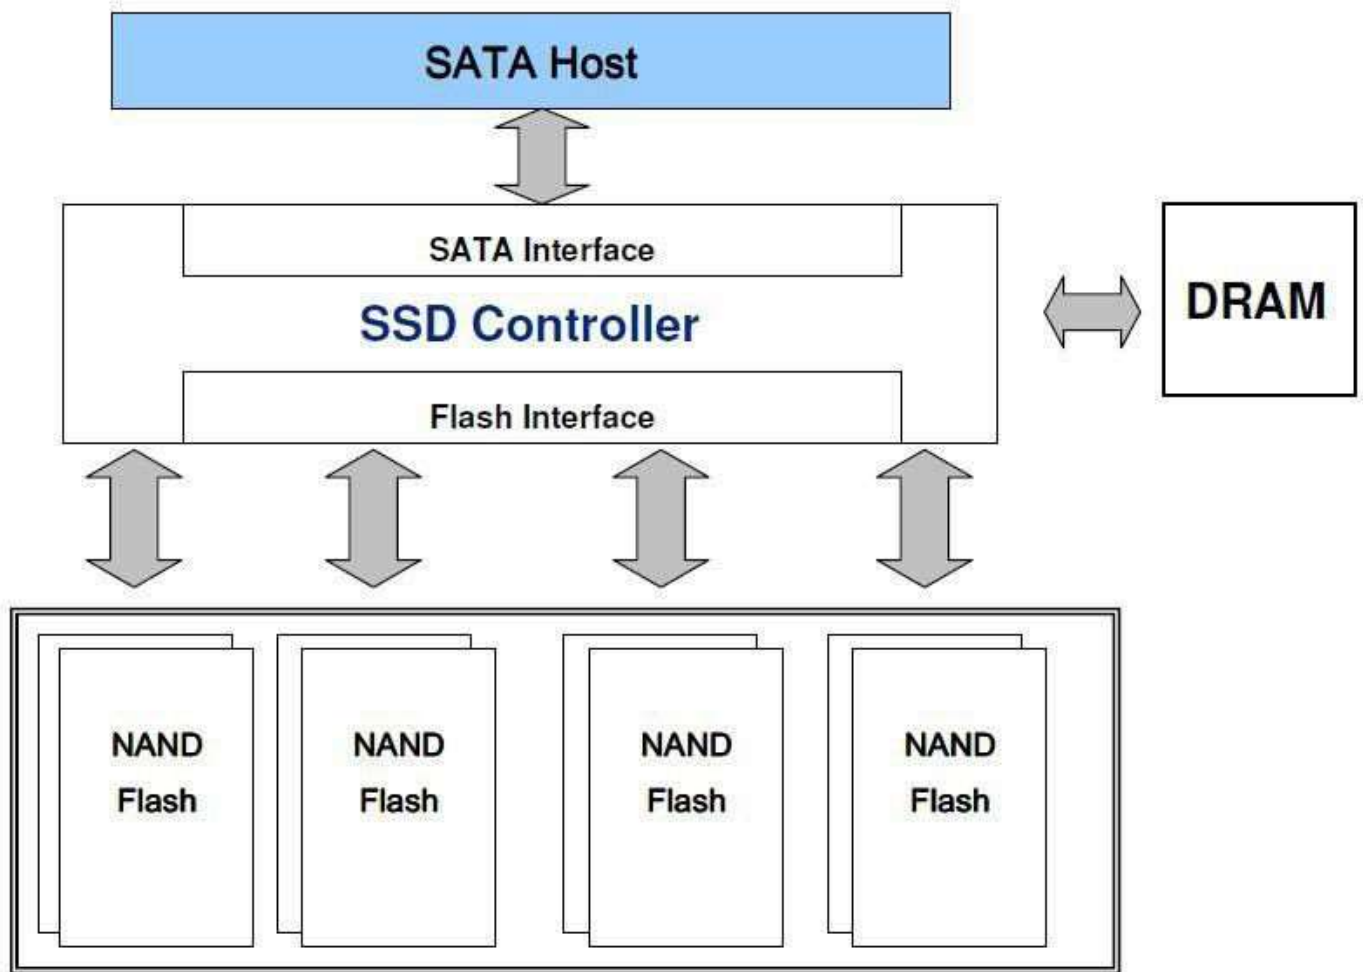 SATA Host
SATA Interface
SSD Controller
DRAM
Flash Interface
NAND
Flash
NAND
Flash
NAND
Flash
NAND
Flash